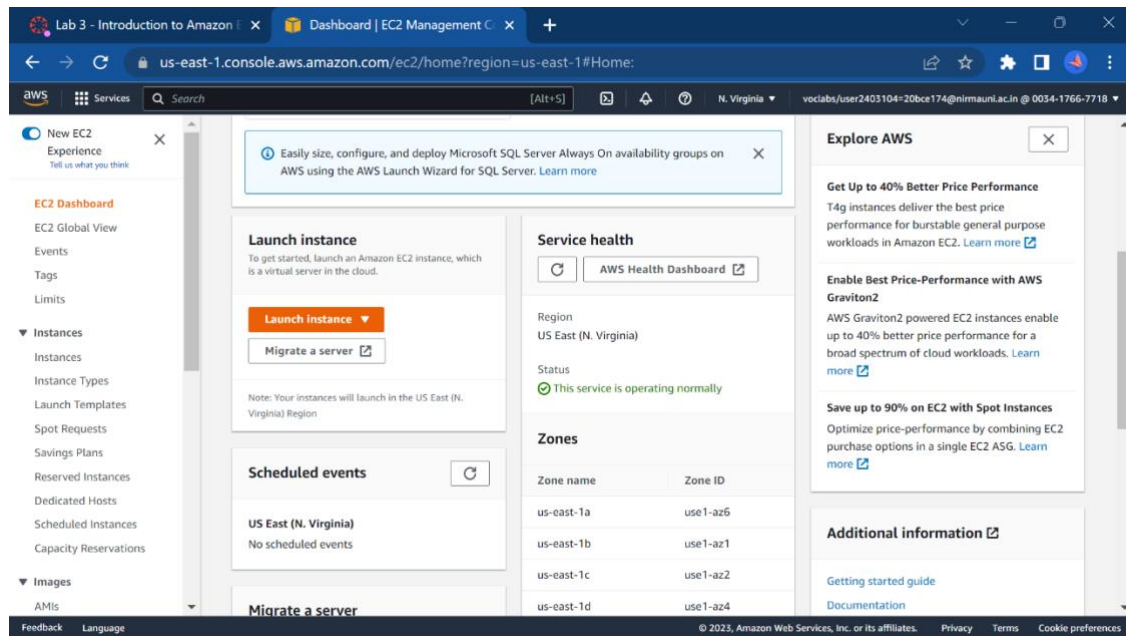 Lab 3 - Introduction to Amazon E
Dashboard | EC2 Management C
us-east-1.console.aws.amazon.com/ec2/home?region=us-east-1#Home:
aws
Services
Search
[Alt+S]
N. Virginia
voclabs/user2403104=20bce174@nirmauni.ac.in @ 0034-1766-7718
New EC2
Experience
Tell us what you think
EC2 Dashboard
EC2 Global View
Events
Tags
Limits
Instances
Instances
Instance Types
Launch Templates
Spot Requests
Savings Plans
Reserved Instances
Dedicated Hosts
Scheduled Instances
Capacity Reservations
Images
AMIs
Easily size, configure, and deploy Microsoft SQL Server Always On availability groups on
AWS using the AWS Launch Wizard for SQL Server. Learn more
Launch instance
To get started, launch an Amazon EC2 instance, which
is a virtual server in the cloud.
Launch instance
Migrate a server
Note: Your instances will launch in the US East (N.
Virginia) Region
Scheduled events
US East (N. Virginia)
No scheduled events
Migrate a server
Service health
AWS Health Dashboard
Region
US East (N. Virginia)
Status
This service is operating normally
Zones
Zone name Zone ID
us-east-1a use1-az6
us-east-1b use1-az1
us-east-1c use1-az2
us-east-1d use1-az4
Explore AWS
Get Up to 40% Better Price Performance
T4g instances deliver the best price
performance for burstable general purpose
workloads in Amazon EC2. Learn more
Enable Best Price-Performance with AWS
Graviton2
AWS Graviton2 powered EC2 instances enable
up to 40% better price performance for a
broad spectrum of cloud workloads. Learn
more
Save up to 90% on EC2 with Spot Instances
Optimize price-performance by combining EC2
purchase options in a single EC2 ASG. Learn
more
Additional information
Getting started guide
Documentation
Feedback Language
© 2023, Amazon Web Services, Inc. or its affiliates. Privacy Terms Cookie preferences